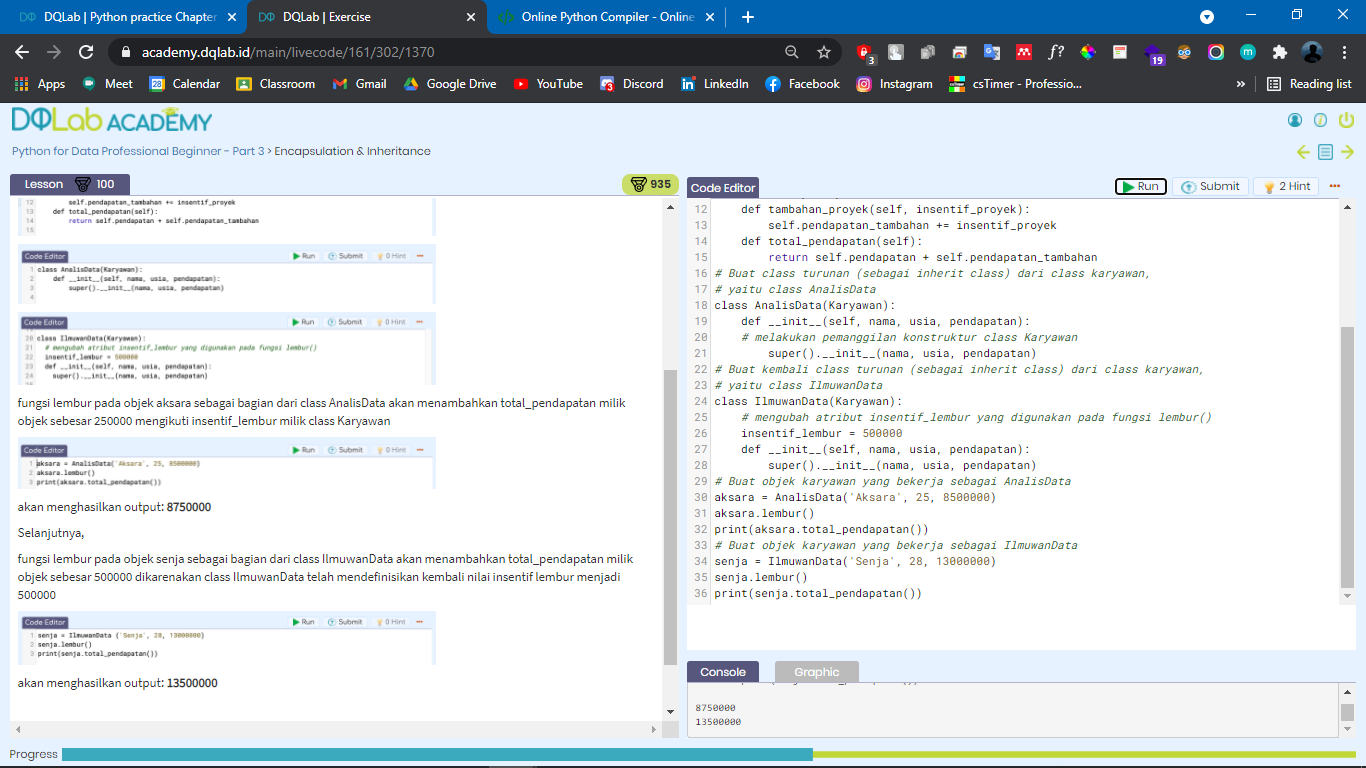 DQLab | Python practice Chapter
DQLab | Exercise
Online Python Compiler - Online
academy.dqlab.id/main/livecode/161/302/1370
3
f?
19
m
Apps
Meet
28
Calendar
Classroom
Gmail
Google Drive
YouTube
3
Discord
LinkedIn
Facebook
Instagram
csTimer - Professio...
»
Reading list
DQLab ACADEMY
Python for Data Professional Beginner - Part 3 > Encapsulation & Inheritance
Lesson 100
935
12 self.pendapatan_tambahan += insentif_proyek
13 def total_pendapatan(self):
14 return self.pendapatan + self.pendapatan_tambahan
15
Code Editor
Run Submit 0 Hint
1 class AnalisData(Karyawan):
2 def __init__(self, nama, usia, pendapatan):
3 super().__init__(nama, usia, pendapatan)
4
Code Editor
Run Submit 0 Hint
20 class IlmuwanData(Karyawan):
21 # mengubah atribut insentif_lembur yang digunakan pada fungsi lembur()
22 insentif_lembur = 500000
23 def __init__(self, nama, usia, pendapatan):
24 super().__init__(nama, usia, pendapatan)
fungsi lembur pada objek aksara sebagai bagian dari class AnalisData akan menambahkan total_pendapatan milik
objek sebesar 250000 mengikuti insentif_lembur milik class Karyawan
Code Editor
Run Submit 0 Hint
1 aksara = AnalisData('Aksara', 25, 8500000)
2 aksara.lembur()
3 print(aksara.total_pendapatan())
akan menghasilkan output: 8750000
Selanjutnya,
fungsi lembur pada objek senja sebagai bagian dari class IlmuwanData akan menambahkan total_pendapatan milik
objek sebesar 500000 dikarenakan class IlmuwanData telah mendefinisikan kembali nilai insentif lembur menjadi
500000
Code Editor
Run Submit 0 Hint
1 senja = IlmuwanData ('Senja', 28, 13000000)
2 senja.lembur()
3 print(senja.total_pendapatan())
akan menghasilkan output: 13500000
Code Editor
Run Submit 2 Hint
12 def tambahan_proyek(self, insentif_proyek):
13 self.pendapatan_tambahan += insentif_proyek
14 def total_pendapatan(self):
15 return self.pendapatan + self.pendapatan_tambahan
16 # Buat class turunan (sebagai inherit class) dari class karyawan,
17 # yaitu class AnalisData
18 class AnalisData(Karyawan):
19 def __init__(self, nama, usia, pendapatan):
20 # melakukan pemanggilan konstruktur class Karyawan
21 super().__init__(nama, usia, pendapatan)
22 # Buat kembali class turunan (sebagai inherit class) dari class karyawan,
23 # yaitu class IlmuwanData
24 class IlmuwanData(Karyawan):
25 # mengubah atribut insentif_lembur yang digunakan pada fungsi lembur()
26 insentif_lembur = 500000
27 def __init__(self, nama, usia, pendapatan):
28 super().__init__(nama, usia, pendapatan)
29 # Buat objek karyawan yang bekerja sebagai AnalisData
30 aksara = AnalisData('Aksara', 25, 8500000)
31 aksara.lembur()
32 print(aksara.total_pendapatan())
33 # Buat objek karyawan yang bekerja sebagai IlmuwanData
34 senja = IlmuwanData('Senja', 28, 13000000)
35 senja.lembur()
36 print(senja.total_pendapatan())
Console
Graphic
8750000
13500000
Progress